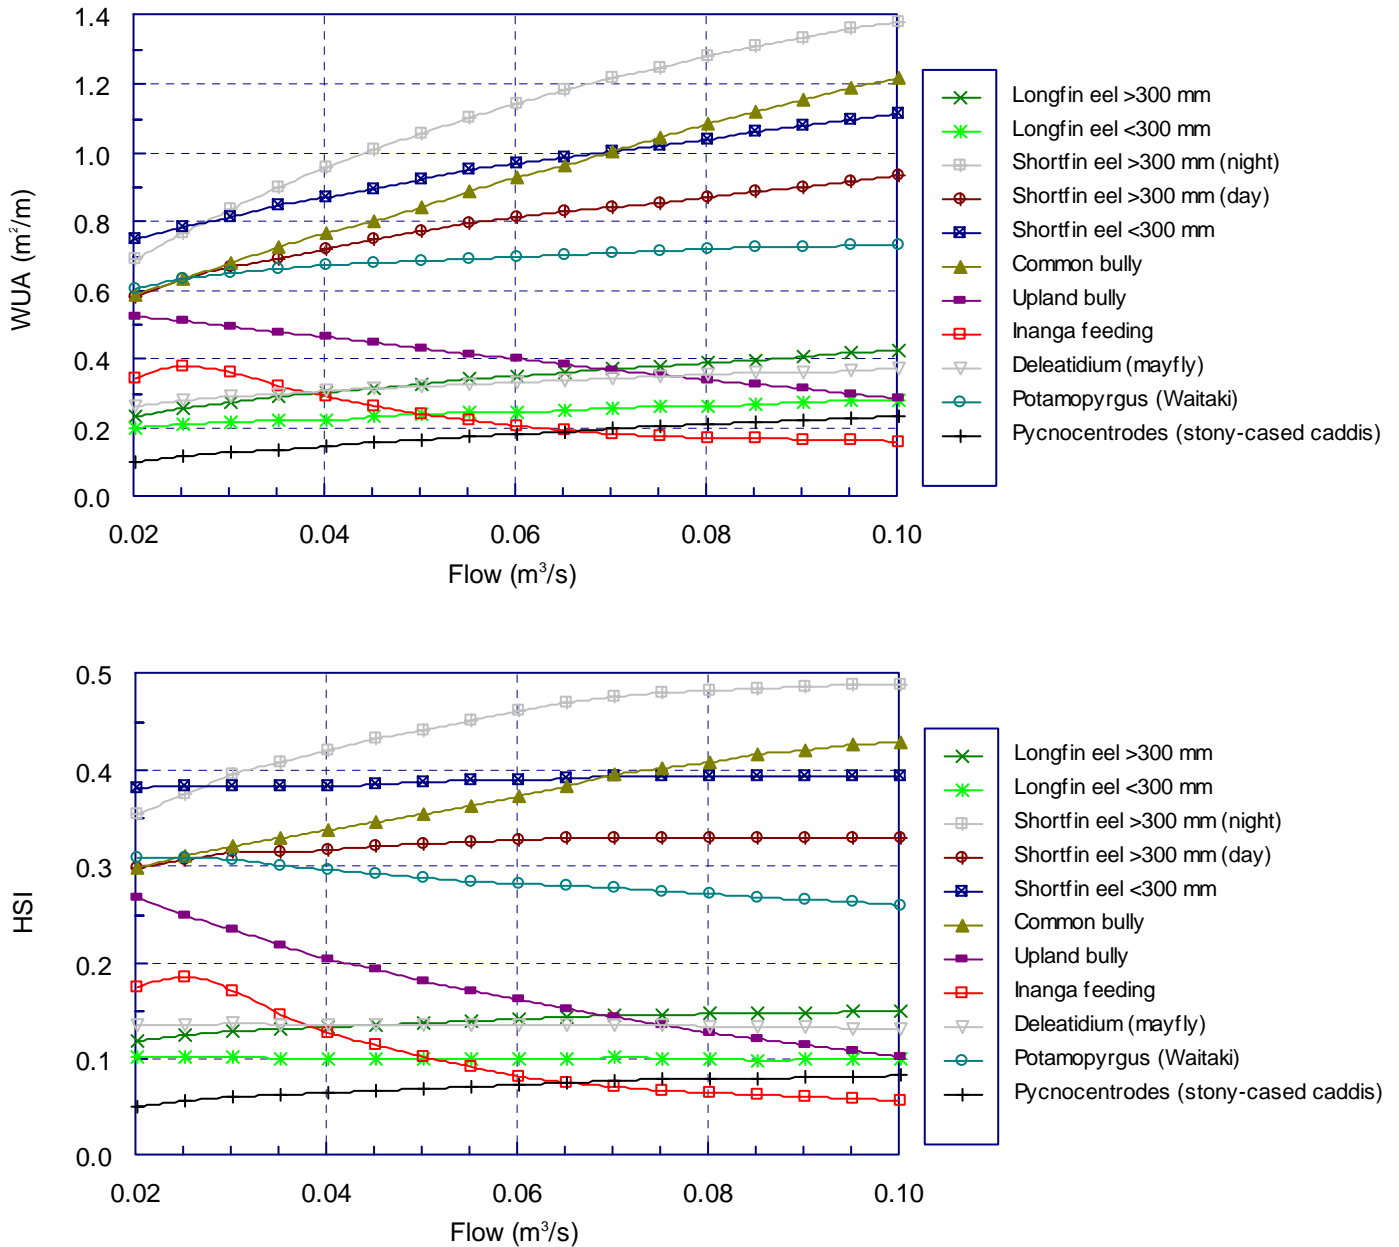 1.4
1.2
1.0
0.8
0.6
0.4
0.2
0.0
WUA (m²/m)
0.02
0.04
0.06
0.08
0.10
Flow (m³/s)
Longfin eel >300 mm
Longfin eel <300 mm
Shortfin eel >300 mm (night)
Shortfin eel >300 mm (day)
Shortfin eel <300 mm
Common bully
Upland bully
Inanga feeding
Deleatidium (mayfly)
Potamopyrgus (Waitaki)
Pycnocentrodes (stony-cased caddis)
0.5
0.4
0.3
0.2
0.1
0.0
HSI
0.02
0.04
0.06
0.08
0.10
Flow (m³/s)
Longfin eel >300 mm
Longfin eel <300 mm
Shortfin eel >300 mm (night)
Shortfin eel >300 mm (day)
Shortfin eel <300 mm
Common bully
Upland bully
Inanga feeding
Deleatidium (mayfly)
Potamopyrgus (Waitaki)
Pycnocentrodes (stony-cased caddis)